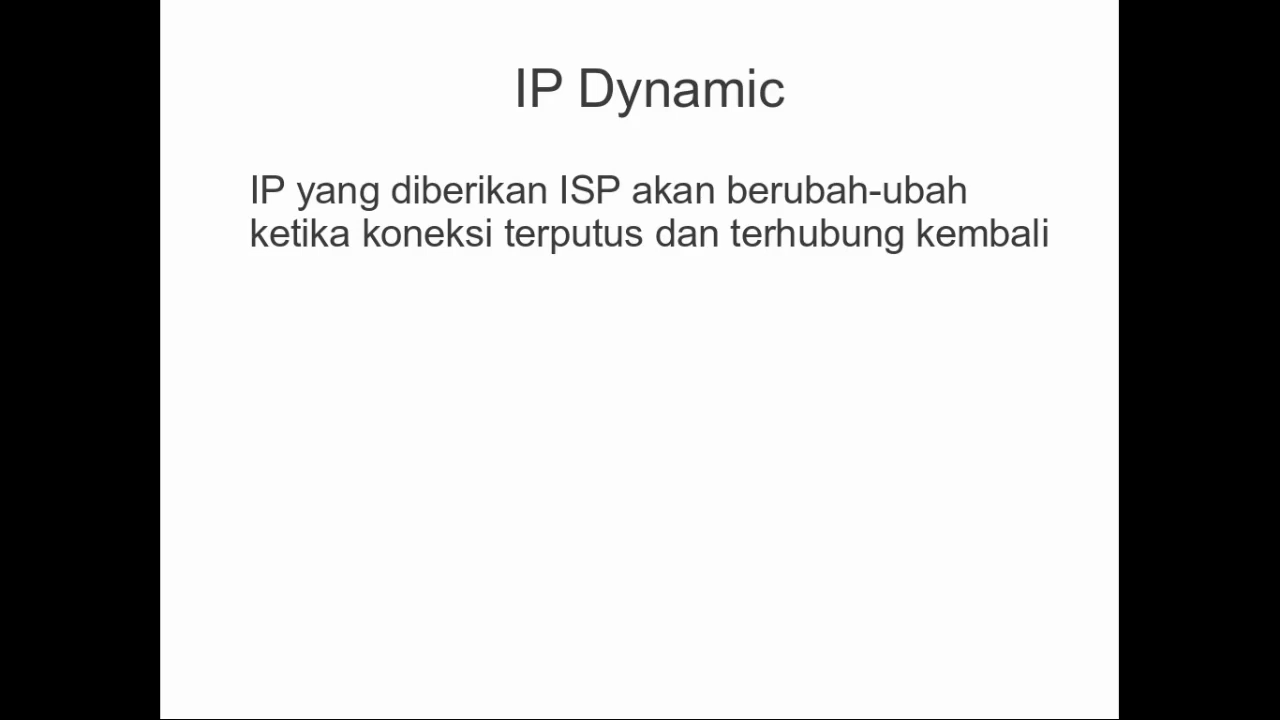 IP Dynamic
IP yang diberikan ISP akan berubah-ubah
ketika koneksi terputus dan terhubung kembali